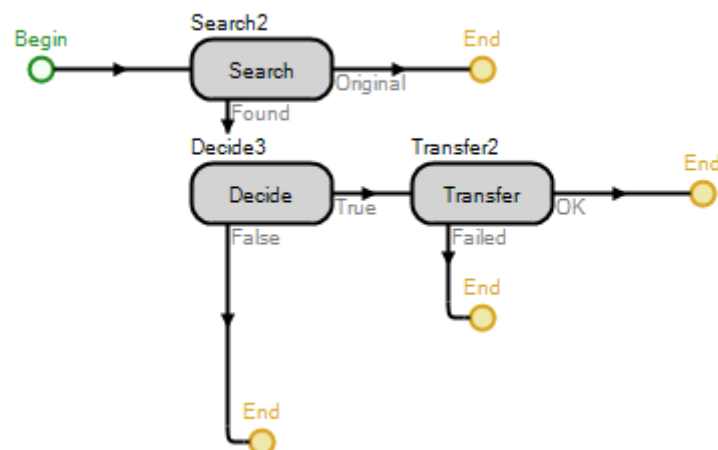 Search2
Begin
End
Search
Original
Found
Decide3
Transfer2
End
Decide
Transfer
True
OK
False
Failed
End
End